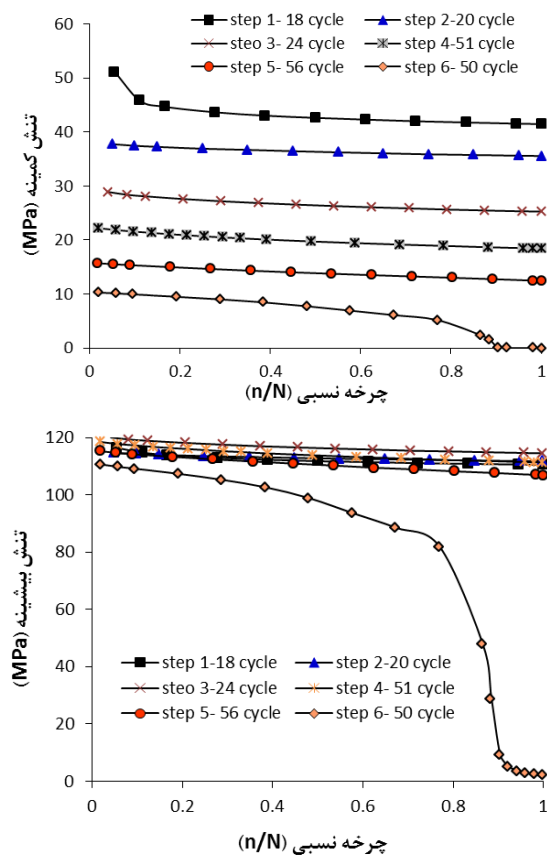 step 1- 18 cycle
step 2-20 cycle
steo 3- 24 cycle
step 4-51 cycle
step 5- 56 cycle
step 6- 50 cycle
60
50
40
30
20
10
0
تنش کمینه (MPa)
0 0.2 0.4 0.6 0.8 1
چرخه نسبی (n/N)
120
100
80
60
40
20
0
تنش بیشینه (MPa)
step 1-18 cycle
step 2-20 cycle
steo 3-24 cycle
step 4- 51 cycle
step 5- 56 cycle
step 6- 50 cycle
0 0.2 0.4 0.6 0.8 1
چرخه نسبی (n/N)